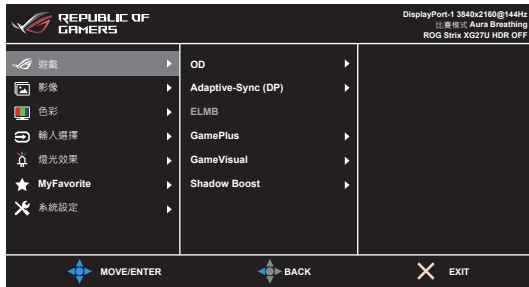 REPUBLIC OF
GAMERS
DisplayPort-1 3840x2160@144Hz
比賽模式 Aura Breathing
ROG Strix XG27U HDR OFF
遊戲
影像
色彩
輸入選擇
燈光效果
MyFavorite
系統設定
OD
Adaptive-Sync (DP)
ELMB
GamePlus
GameVisual
Shadow Boost
MOVE/ENTER
BACK
EXIT